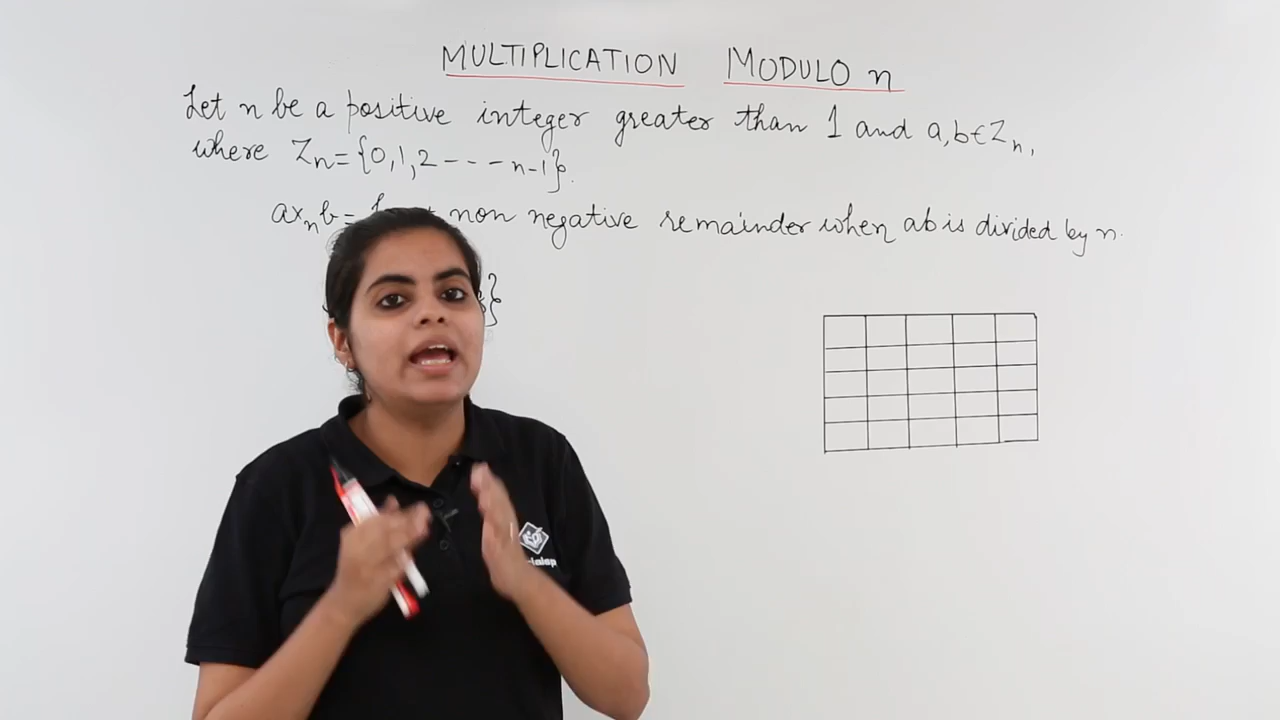 MULTIPLICATION MODULO n
Let n be a positive integer greater than 1 and a, b ∈ Zn,
where Zn = {0, 1, 2 - - - - n-1}.
a×n b = non negative remainder when ab is divided by n.
}